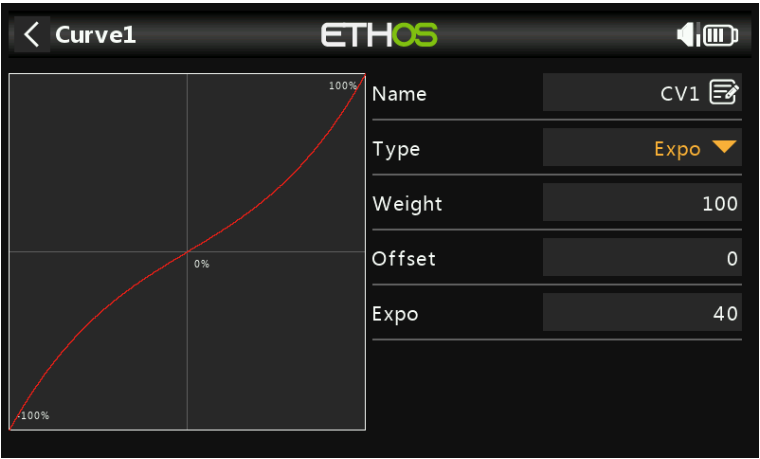 Curve1
ETHOS
100%
0%
-100%
Name CV1
Type Expo
Weight 100
Offset 0
Expo 40